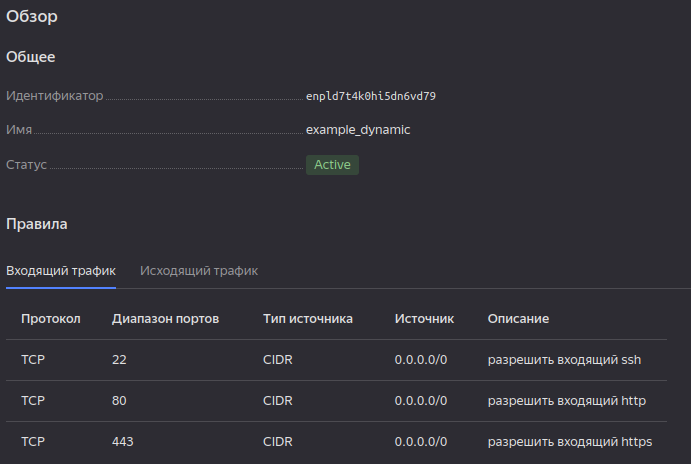 Обзор
Общее
Идентификатор enpld7t4k0hi5dn6vd79
Имя example_dynamic
Статус Active
Правила
Входящий трафик Исходящий трафик
Протокол Диапазон портов Тип источника Источник Описание
TCP 22 CIDR 0.0.0.0/0 разрешить входящий ssh
TCP 80 CIDR 0.0.0.0/0 разрешить входящий http
TCP 443 CIDR 0.0.0.0/0 разрешить входящий https